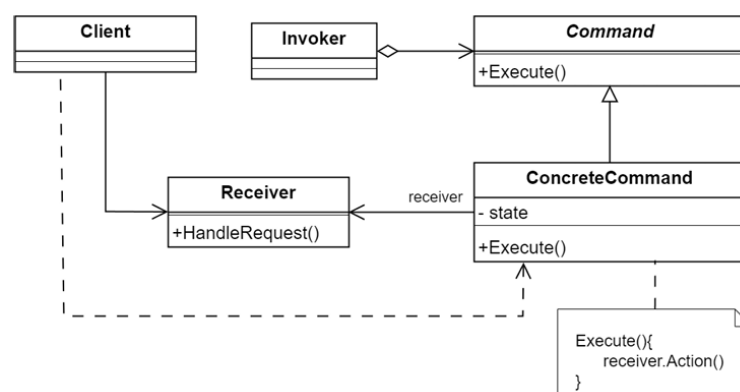 Client
Invoker
Command
+Execute()
Receiver
+HandleRequest()
receiver
ConcreteCommand
- state
+Execute()
Execute(){
receiver.Action()
}